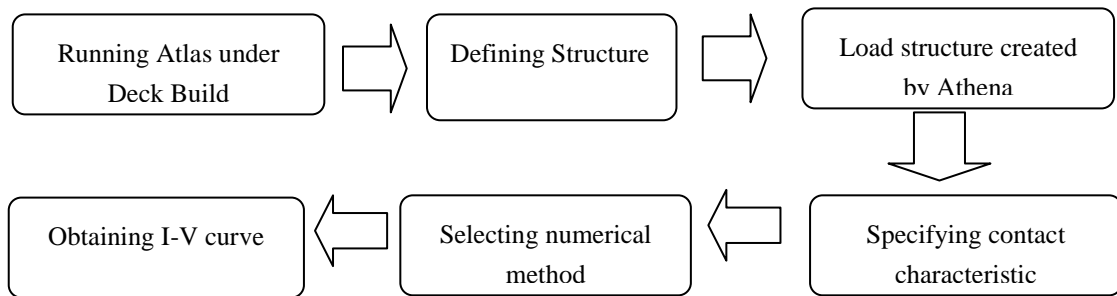 Running Atlas under
Deck Build
Defining Structure
Load structure created
by Athena
Specifying contact
characteristic
Selecting numerical
method
Obtaining I-V curve